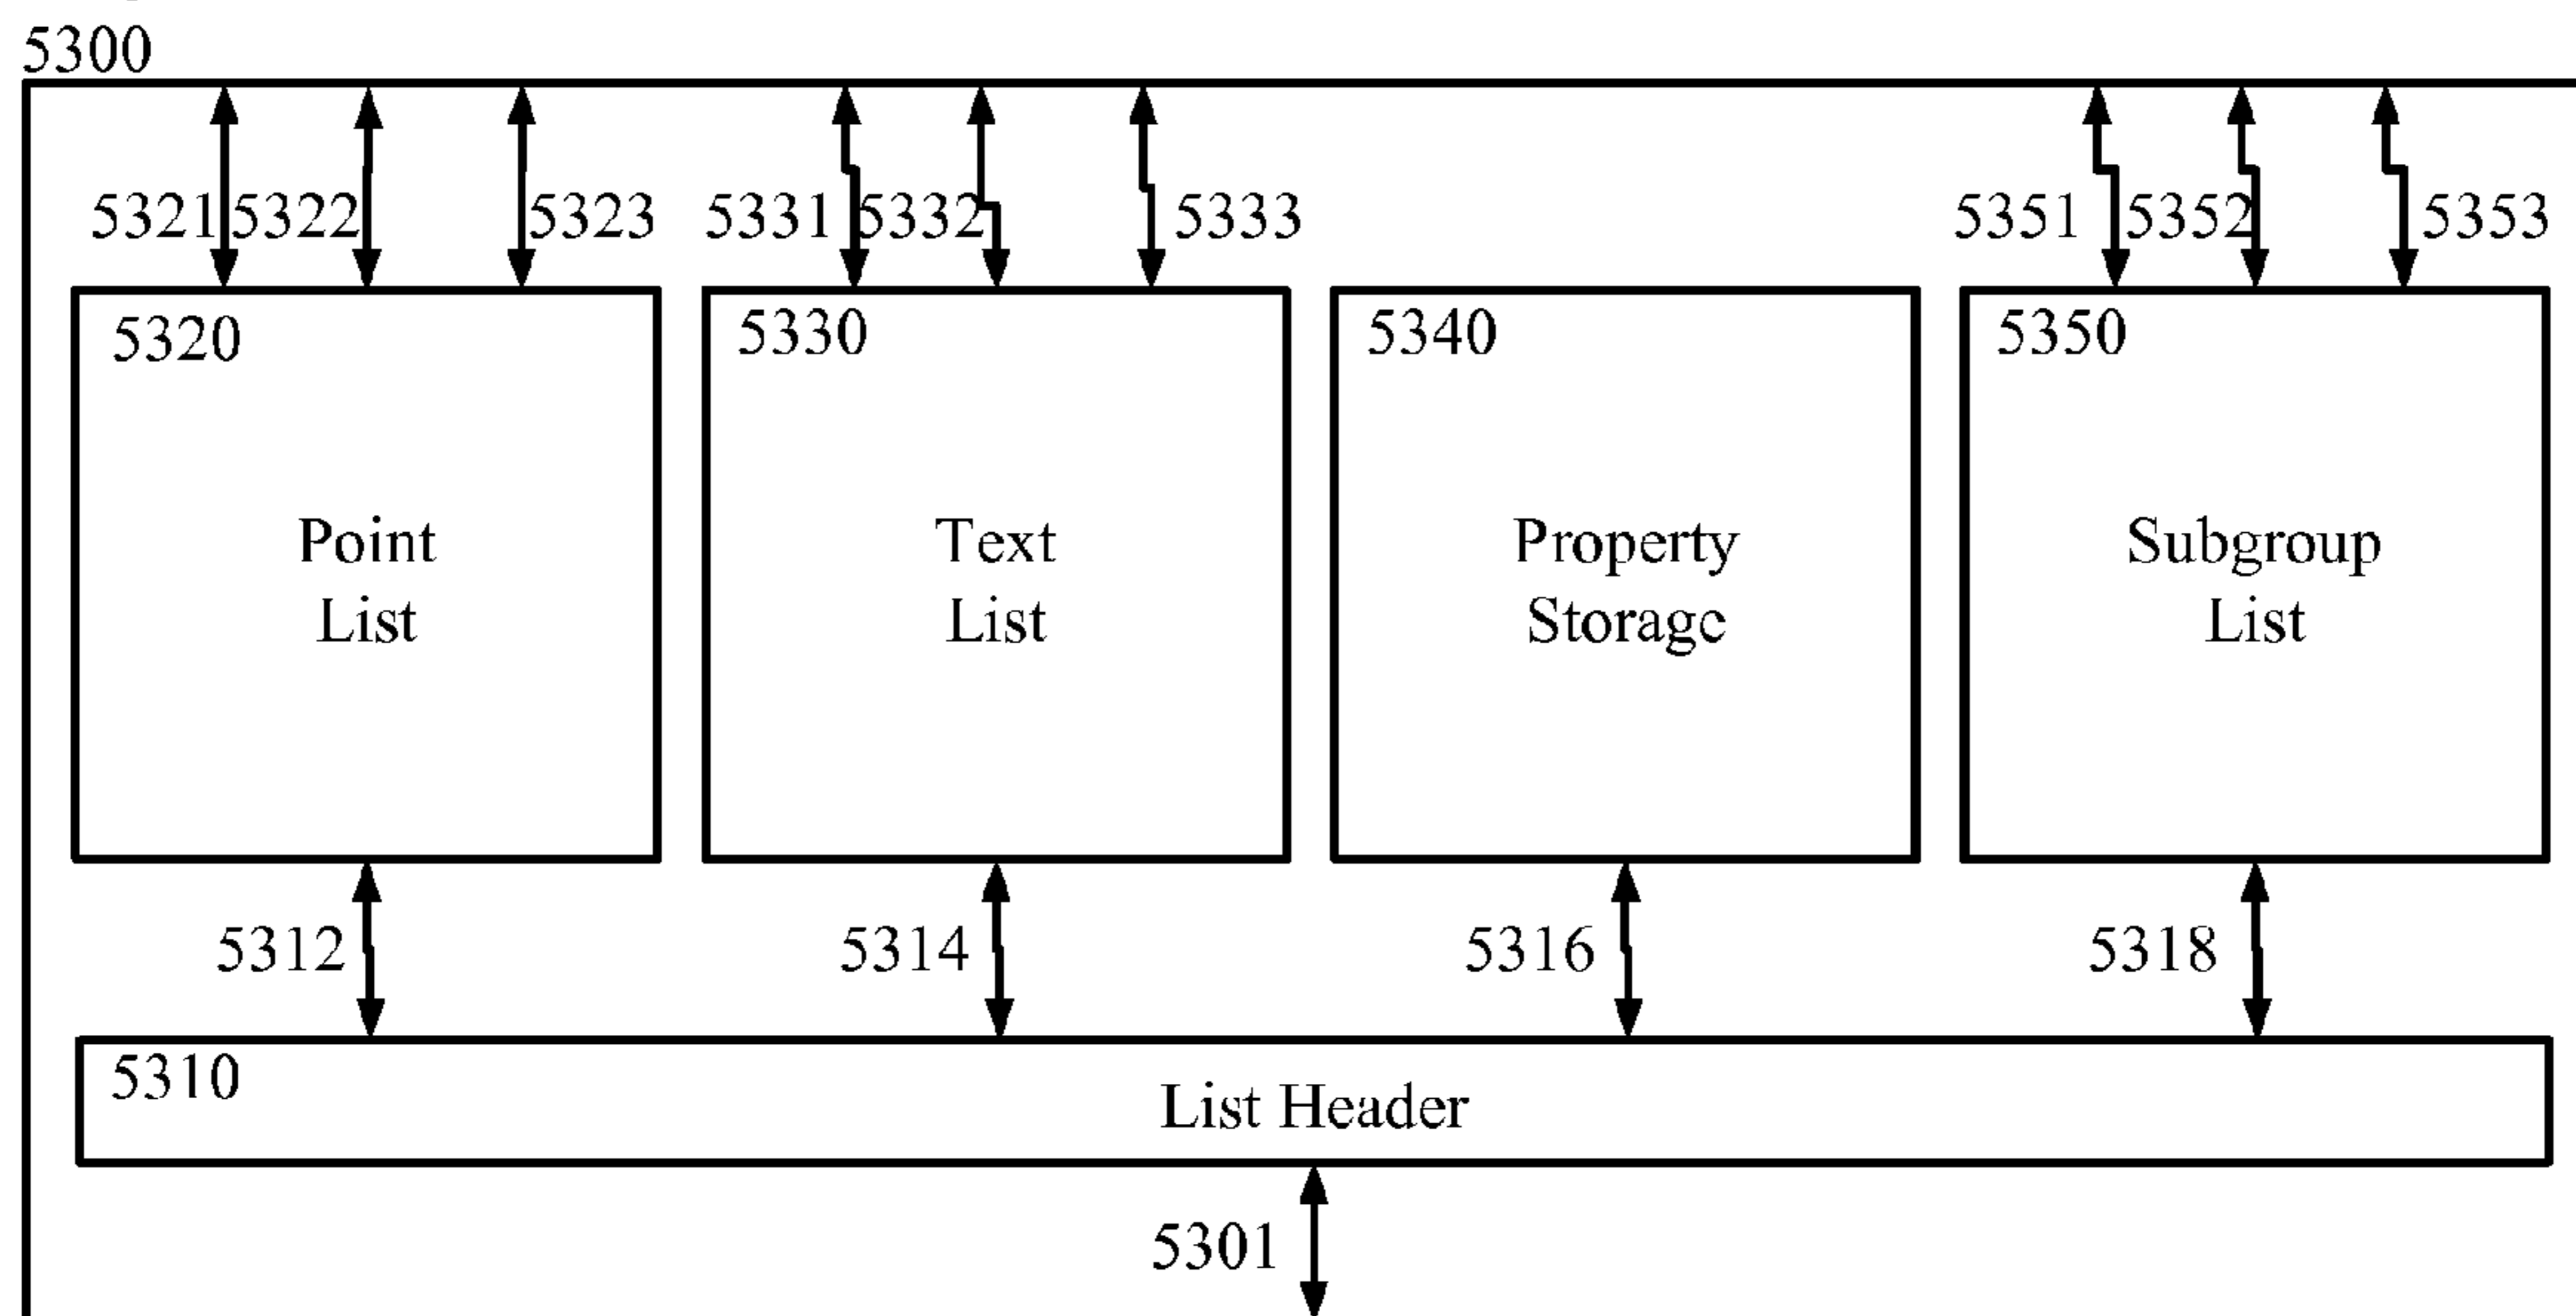 5300
5321 5322 5323 5331 5332 5333 5351 5352 5353
5320 5330 5340 5350
Point
List
Text
List
Property
Storage
Subgroup
List
5312 5314 5316 5318
5310
List Header
5301